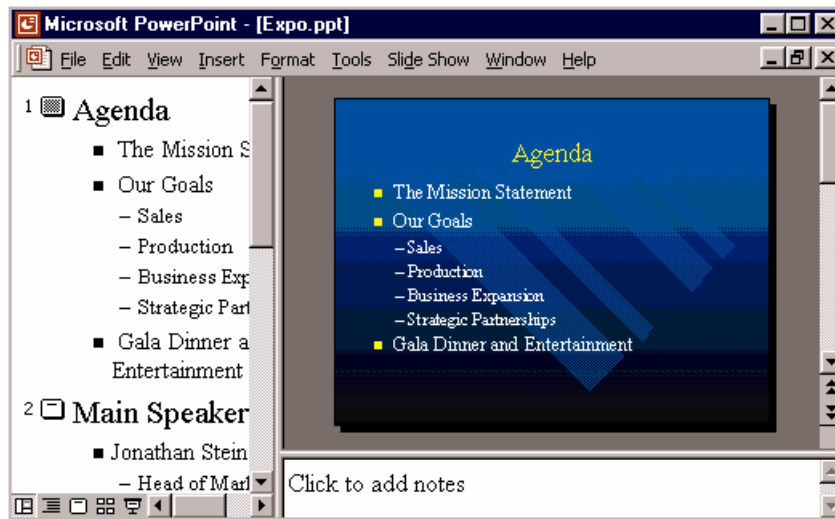 Microsoft PowerPoint - [Expo.ppt]
File Edit View Insert Format Tools Slide Show Window Help
1 Agenda
■ The Mission S
■ Our Goals
– Sales
– Production
– Business Exp
– Strategic Part
■ Gala Dinner a
Entertainment
2 Main Speaker
■ Jonathan Stein
– Head of Marl
Agenda
■ The Mission Statement
■ Our Goals
– Sales
– Production
– Business Expansion
– Strategic Partnerships
■ Gala Dinner and Entertainment
Click to add notes